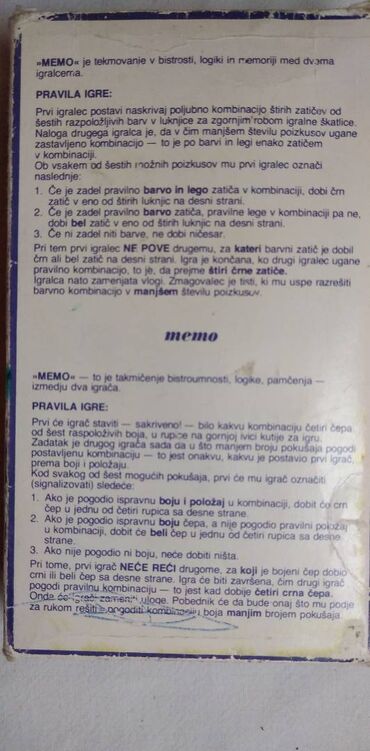 »MEMO« je tekmovanje v bistrosti, logiki in memoriji med dvema
igralcema.
PRAVILA IGRE:
Prvi igralec postavi naskrivaj poljubno kombinacijo štirih zatičev od
šestih razpoložljivih barv v luknjice za zgornjim robom igralne škatlice.
Naloga drugega igralca je, da v čim manjšem številu poizkusov ugane
zastavljeno kombinacijo — to je po barvi in legi enako zatičem
v kombinaciji.
Ob vsakem od šestih možnih poizkusov mu prvi igralec označi
naslednje:
1. Če je zadel pravilno barvo in lego zatiča v kombinaciji, dobi črn
zatič v eno od štirih luknjic na desni strani.
2. Če je zadel pravilno barvo zatiča, pravilne lege v kombinaciji pa ne,
dobi bel zatič v eno od štirih luknjic na desni strani.
3. Če ni zadel niti barve, ne dobi ničesar.
Pri tem prvi igralec NE POVE drugemu, za kateri barvni zatič je dobil
črn ali bel zatič na desni strani. Igra je končana, ko drugi igralec ugane
pravilno kombinacijo, to je, da prejme štiri črne zatiče.
Igralca nato zamenjata vlogi. Zmagovalec je tisti, ki mu uspe razrešiti
barvno kombinacijo v manjšem številu poizkusov.
memo
»MEMO« — to je takmičenje bistroumnosti, logike, pamčenja —
izmedju dva igrača.
PRAVILA IGRE:
Prvi će igrač staviti — sakriveno! — bilo kakvu kombinaciju četiri čepa
od šest raspoloživih boja, u rupice na gornjoj ivici kutije za igru.
Zadatak je drugog igrača sada da u što manjem broju pokušaja pogodi
postavljenu kombinaciju — to jest onakvu, kakvu je postavio prvi igrač,
prema boji i položaju.
Kod svakog od šest mogućih pokušaja, prvi će mu igrač označiti
(signalizovati) sledeće:
1. Ako je pogodio ispravnu boju i položaj u kombinaciji, dobit će crn
čep u jednu od četiri rupica sa desne strane.
2. Ako je pogodio ispravnu boju čepa, a nije pogodio pravilni položaj
u kombinaciji, dobit će beli čep u jednu od četiri rupica sa desne
strane.
3. Ako nije pogodio ni boju, neće dobiti ništa.
Pri tome, prvi igrač NEĆE REĆI drugome, za koji je bojeni čep dobio
crni ili beli čep sa desne strane. Igra će biti završena, čim drugi igrač
pogodi pravilnu kombinaciju — to jest kad dobije četiri crna čepa.
Onda će igrači zameniti uloge. Pobednik će da bude onaj što mu podje
za rukom rešiti — pogoditi kombinaciju boja manjim brojem pokušaja.